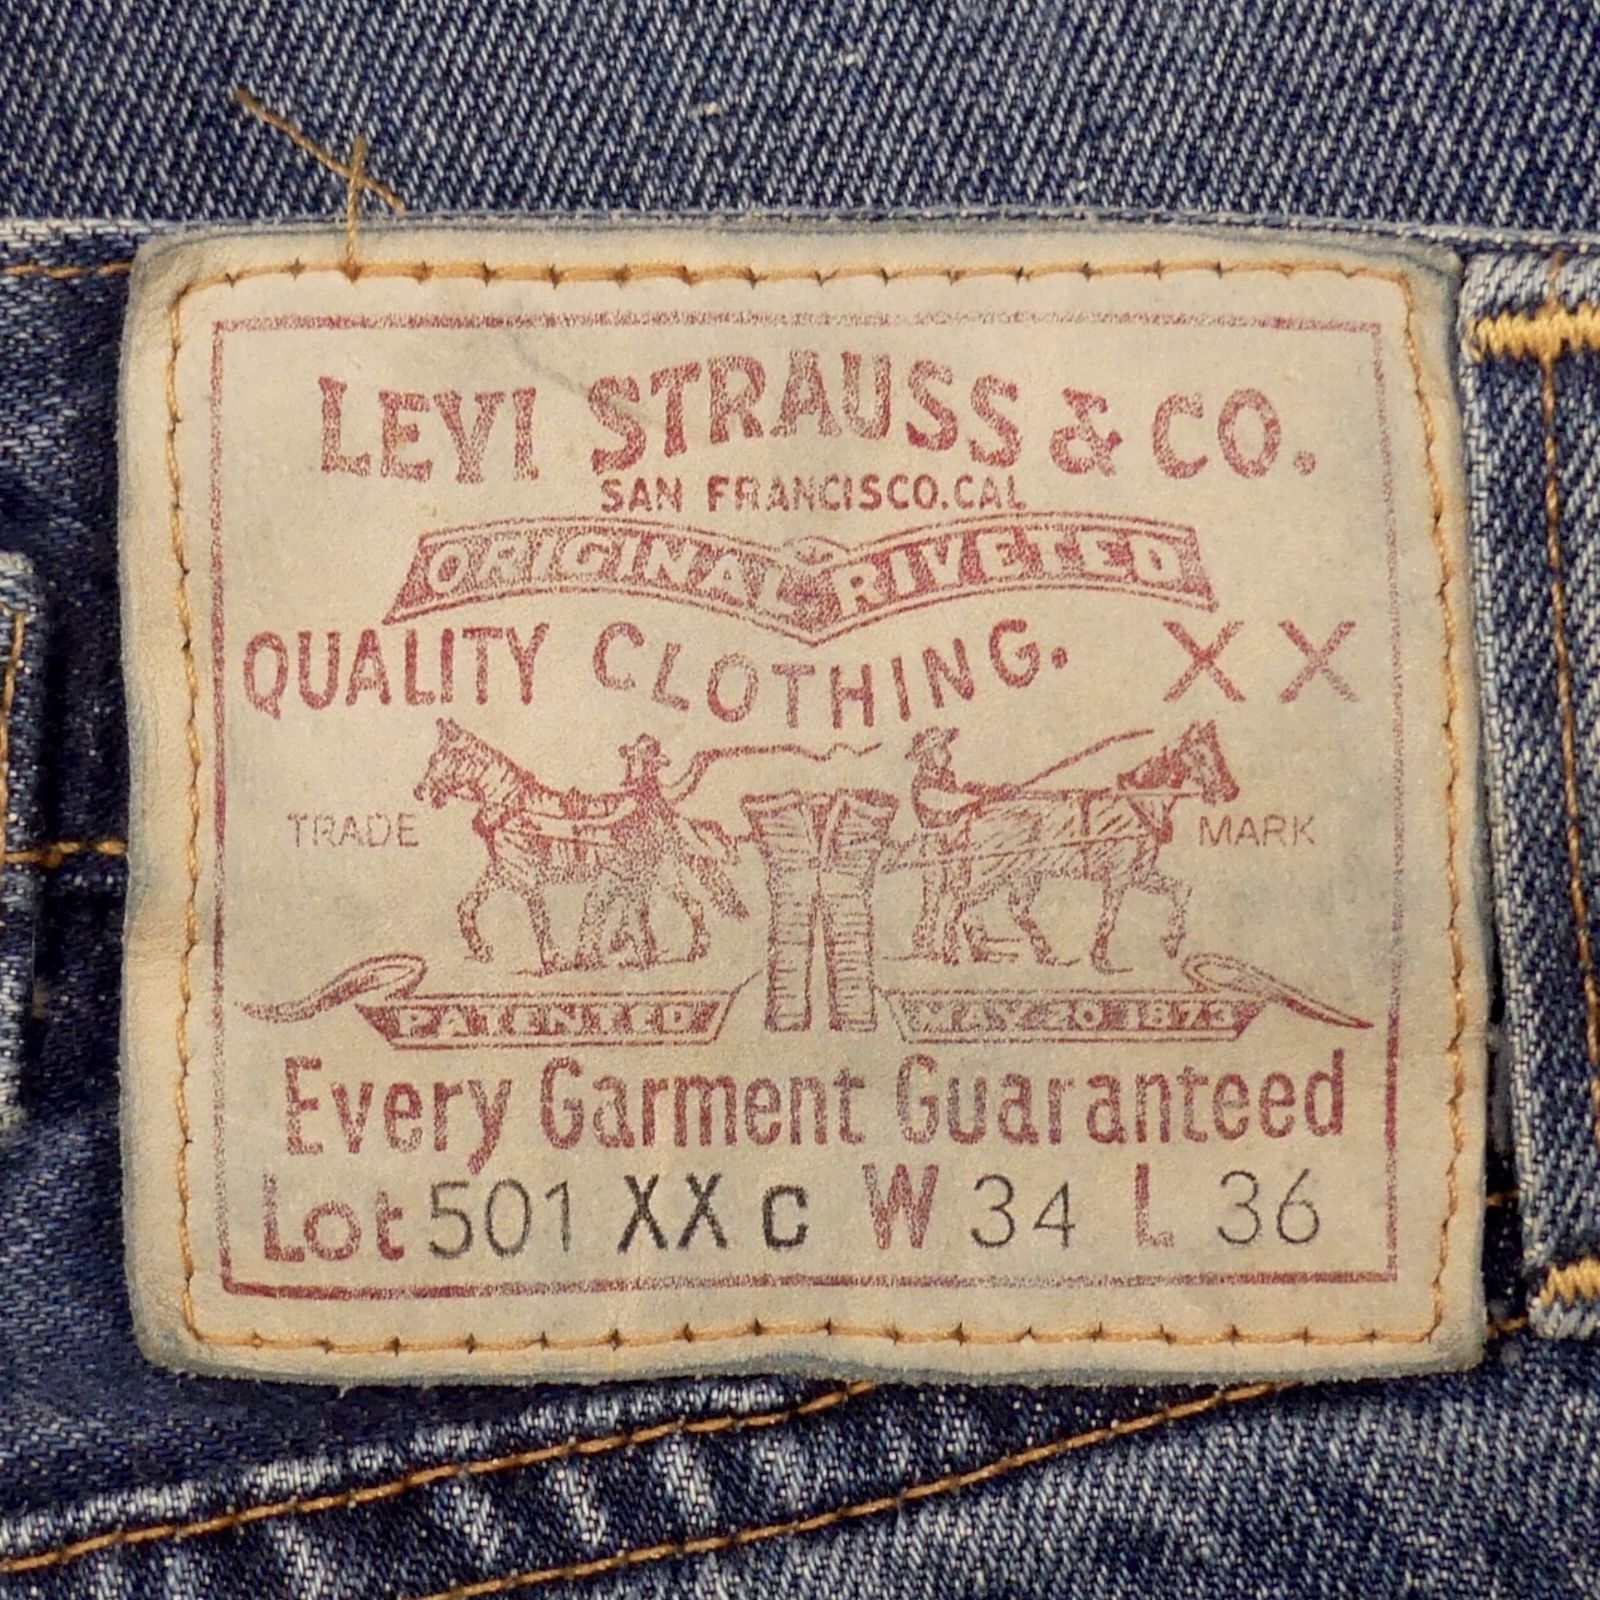 LEVI STRAUSS & CO.
SAN FRANCISCO.CAL
ORIGINAL RIVETED
QUALITY CLOTHING. XX
TRADE MARK
PATENTED MAY 20 1873
Every Garment Guaranteed
Lot 501 XX C W 34 L 36